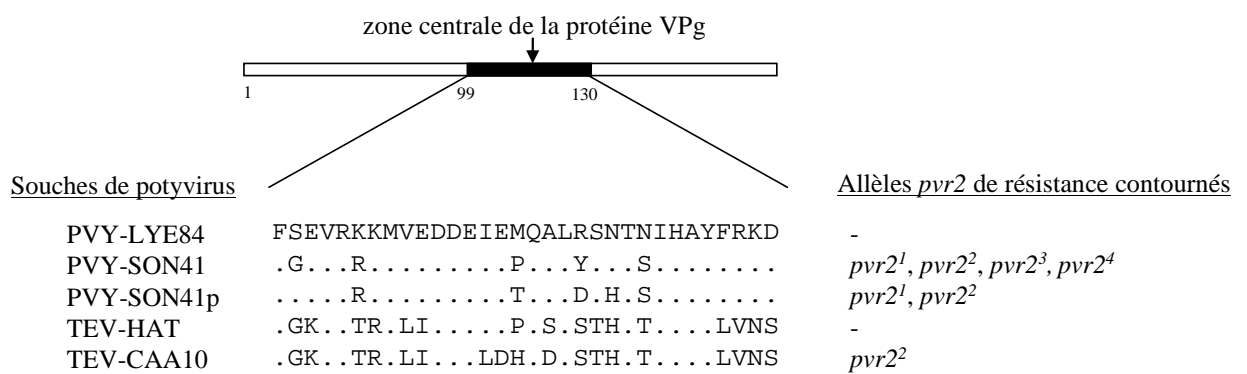 zone centrale de la protéine VPg
1 99 130
Souches de potyvirus Allèles pvr2 de résistance contournés
PVY-LYE84 FSEVRKKMVEDDEIEMQALRSNTNIHAYFRKD -
PVY-SON41 .G...R.........P...Y...S........ pvr2¹, pvr2², pvr2³, pvr2⁴
PVY-SON41p .....R.........T...D.H.S........ pvr2¹, pvr2²
TEV-HAT .GK..TR.LI.....P.S.STH.T....LVNS -
TEV-CAA10 .GK..TR.LI...LDH.D.STH.T....LVNS pvr2²